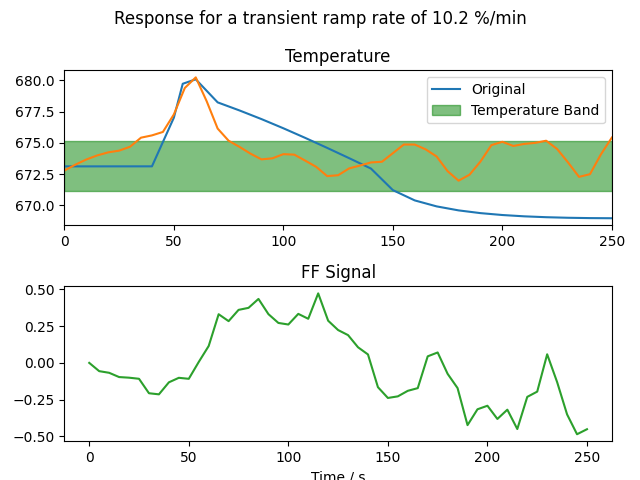 Response for a transient ramp rate of 10.2 %/min
Temperature
680.0
677.5
675.0
672.5
670.0
Original
Temperature Band
0 50 100 150 200 250
FF Signal
0.50
0.25
0.00
−0.25
−0.50
0 50 100 150 200 250
Time / s